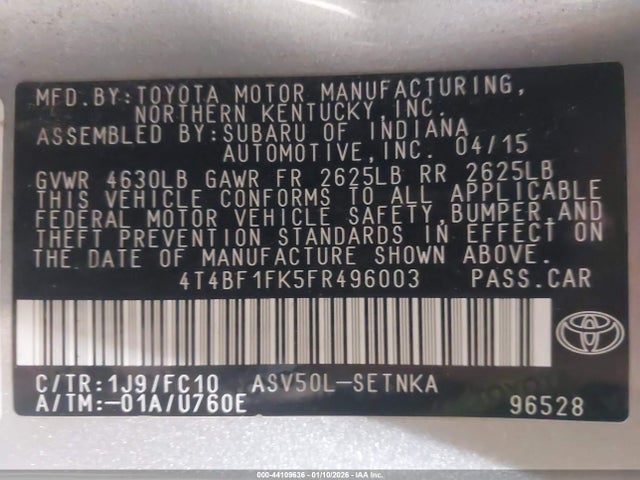 MFD.BY:TOYOTA MOTOR MANUFACTURING,
NORTHERN KENTUCKY,INC.
ASSEMBLED BY:SUBARU OF INDIANA
AUTOMOTIVE,INC. 04/15
GVWR 4630LB GAWR FR 2625LB RR 2625LB
THIS VEHICLE CONFORMS TO ALL APPLICABLE
FEDERAL MOTOR VEHICLE SAFETY,BUMPER,AND
THEFT PREVENTION STANDARDS IN EFFECT ON
THE DATE OF MANUFACTURE SHOWN ABOVE.
4T4BF1FK5FR496003 PASS.CAR
C/TR:1J9/FC10 ASV50L-SETNKA
A/TM:-01A/U760E
96528
000-44109636 - 01/10/2026 - IAA Inc.